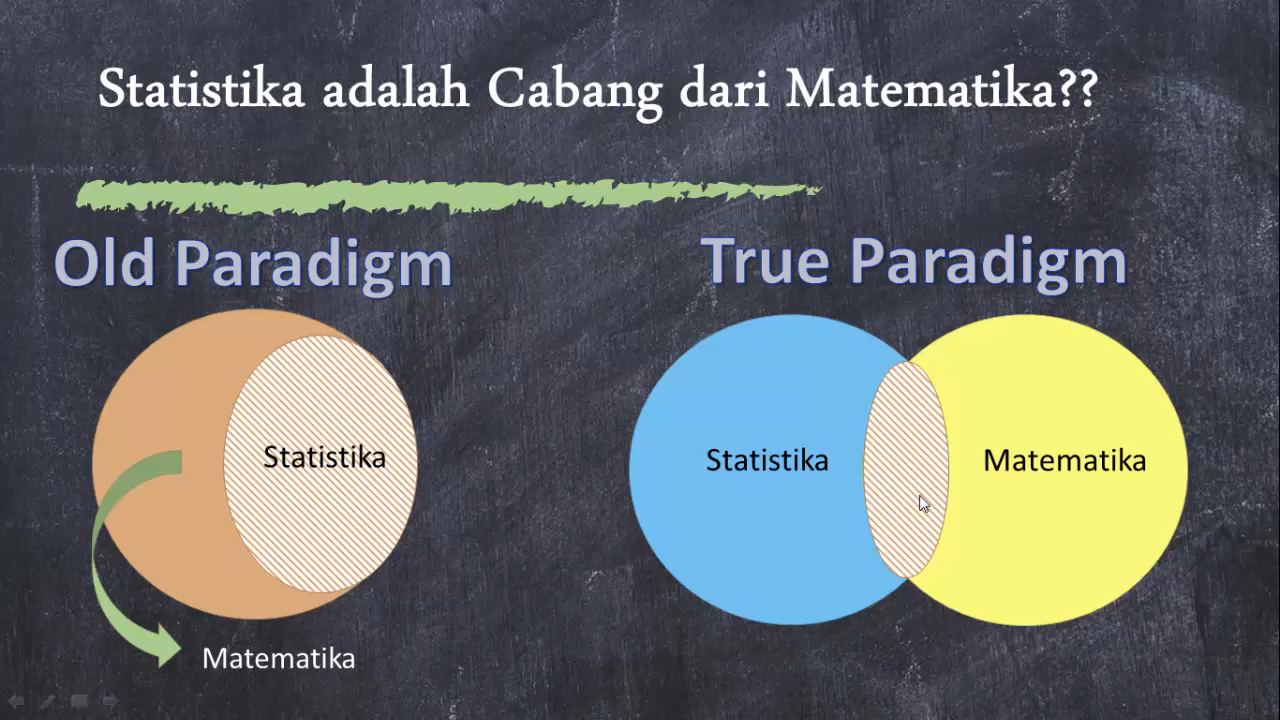 Statistika adalah Cabang dari Matematika??
Old Paradigm
True Paradigm
Statistika
Matematika
Statistika
Matematika